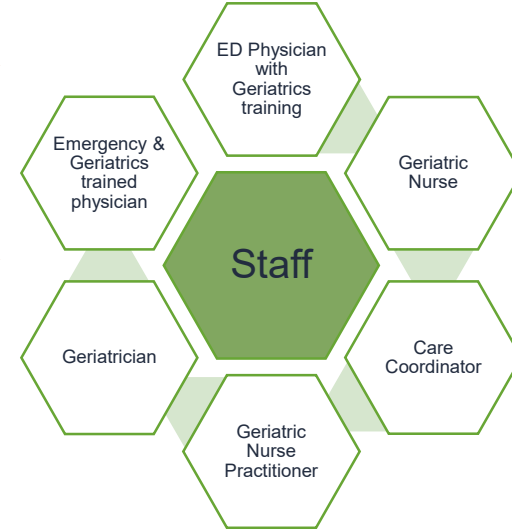 ED Physician
with
Geriatrics
training
Geriatric
Nurse
Care
Coordinator
Geriatric
Nurse
Practitioner
Geriatrician
Emergency &
Geriatrics
trained
physician
Staff